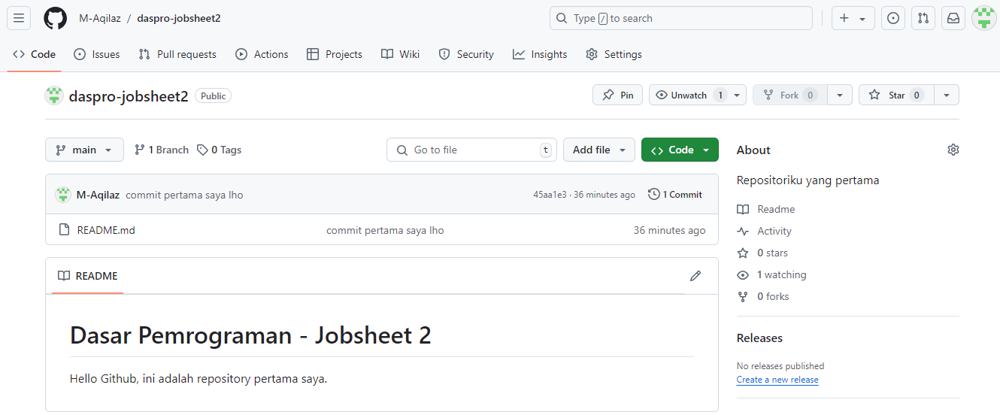 M-Aqilaz / daspro-jobsheet2
Type / to search
Code Issues Pull requests Actions Projects Wiki Security Insights Settings
daspro-jobsheet2 Public
Pin Unwatch 1 Fork 0 Star 0
main 1 Branch 0 Tags Go to file t Add file Code
M-Aqilaz commit pertama saya lho 45aa1e3 · 36 minutes ago 1 Commit
README.md commit pertama saya lho 36 minutes ago
README
Dasar Pemrograman - Jobsheet 2
Hello Github, ini adalah repository pertama saya.
About
Repositoriku yang pertama
Readme
Activity
0 stars
1 watching
0 forks
Releases
No releases published
Create a new release